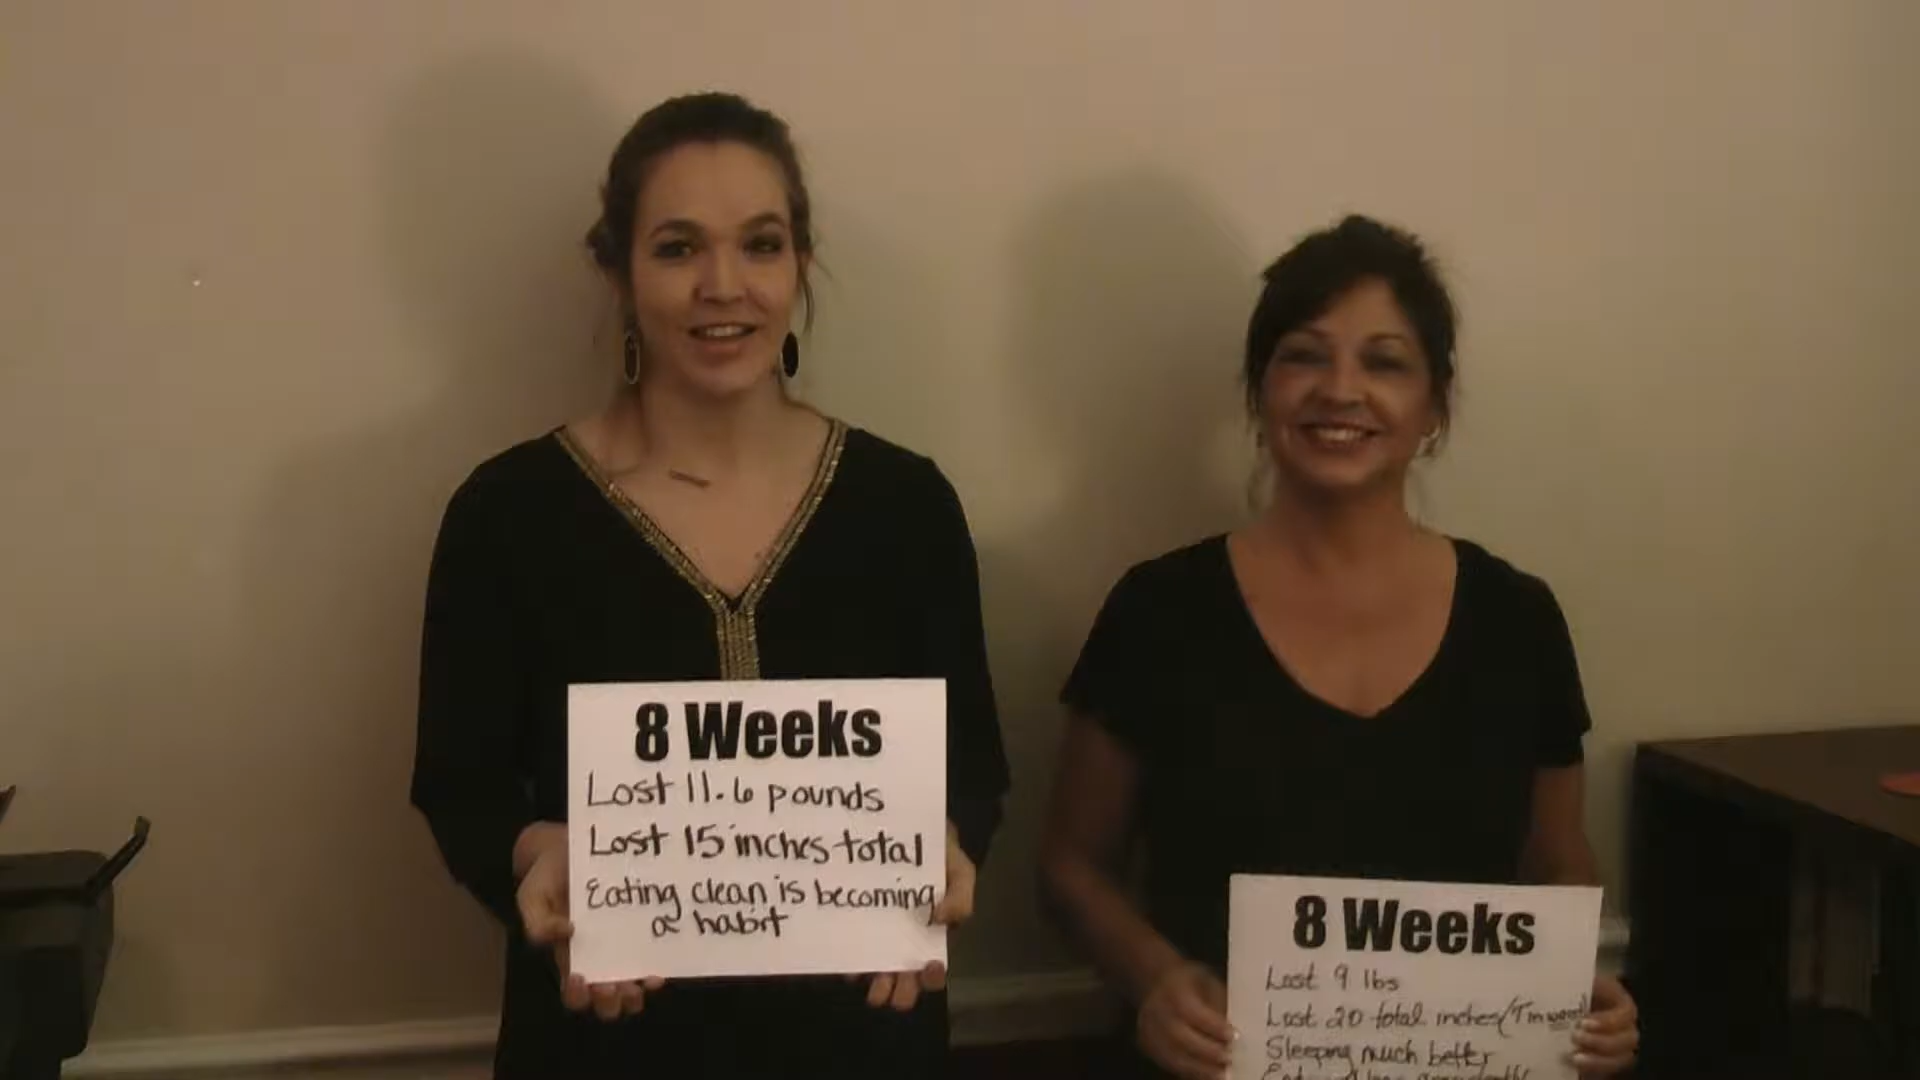 8 Weeks
Lost 11.6 pounds
Lost 15 inches total
Eating clean is becoming
a habit
8 Weeks
Lost 9 lbs
Lost 20 total inches
Sleeping much better